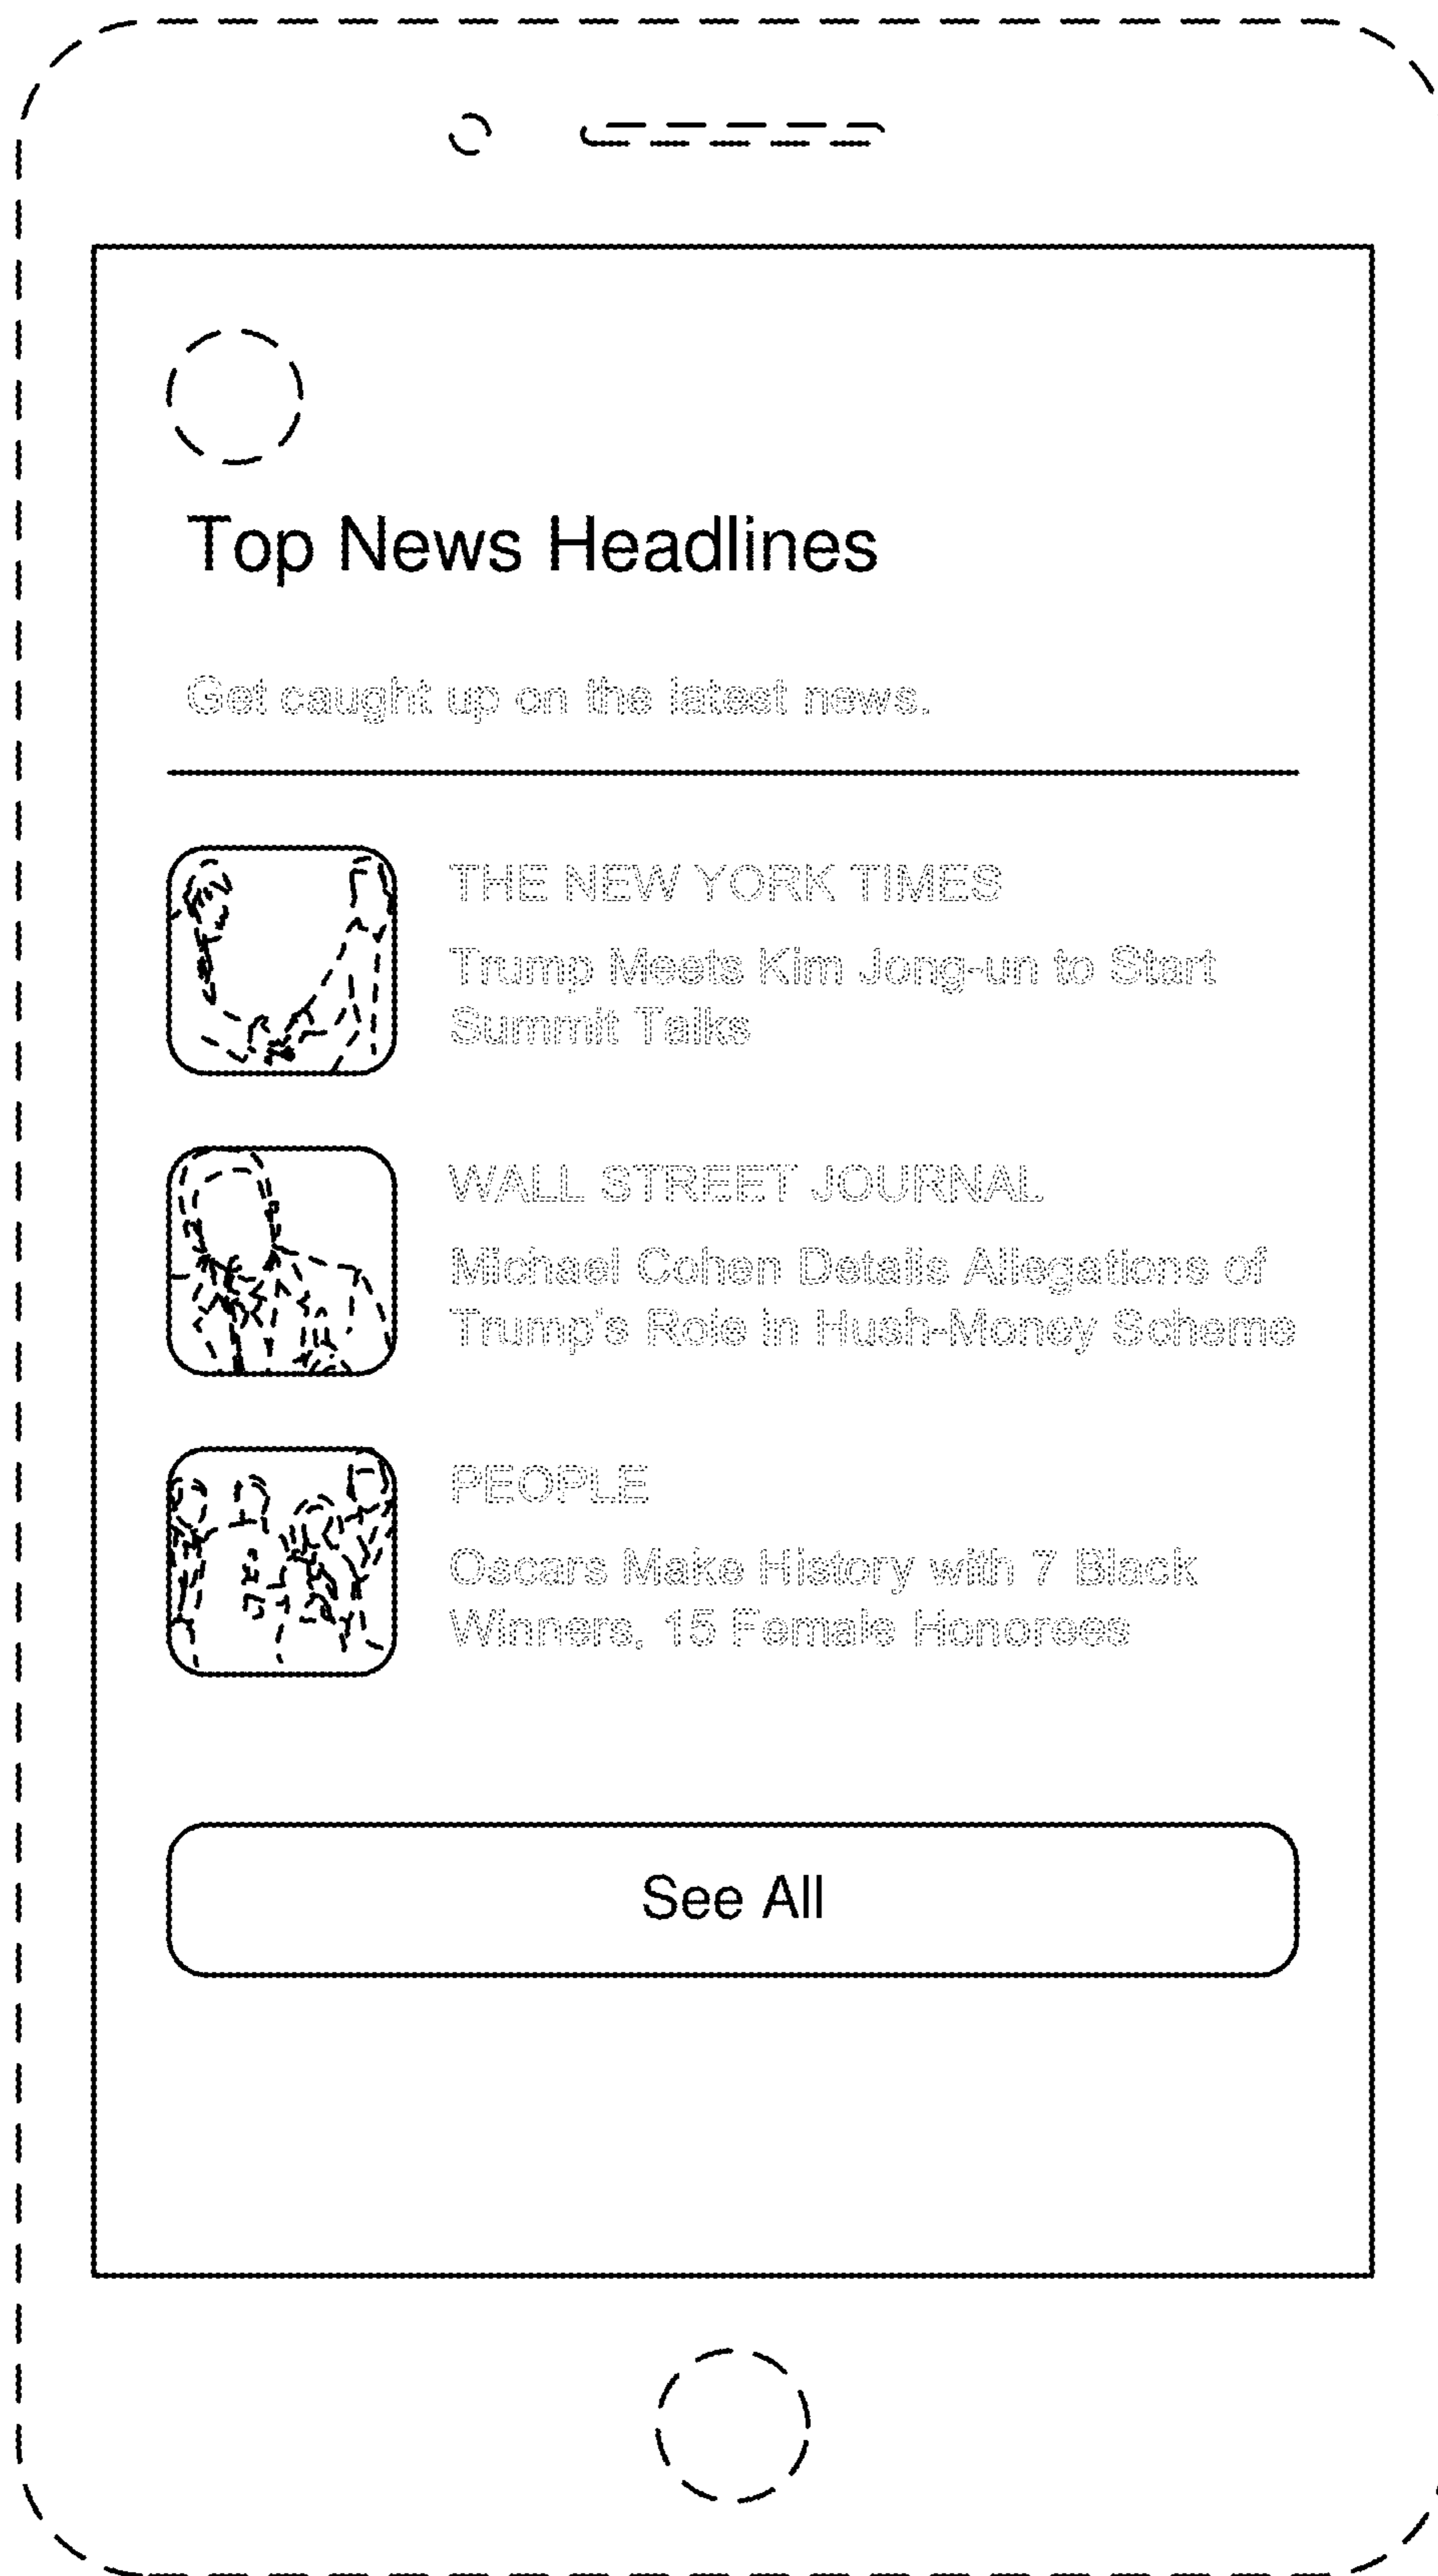 Top News Headlines
Get caught up on the latest news.
THE NEW YORK TIMES
Trump Meets Kim Jong-un to Start
Summit Talks
WALL STREET JOURNAL
Michael Cohen Details Allegations of
Trump's Role in Hush-Money Scheme
PEOPLE
Oscars Make History with 7 Black
Winners, 15 Female Honorees
See All